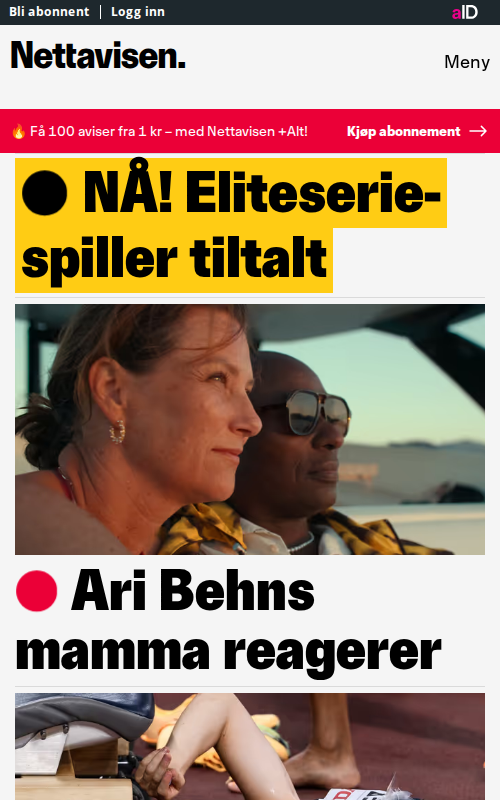 Bli abonnent
Logg inn
aID
Nettavisen.
Meny
🔥 Få 100 aviser fra 1 kr – med Nettavisen +Alt!
Kjøp abonnement →
NÅ! Eliteserie-
spiller tiltalt
Ari Behns
mamma reagerer